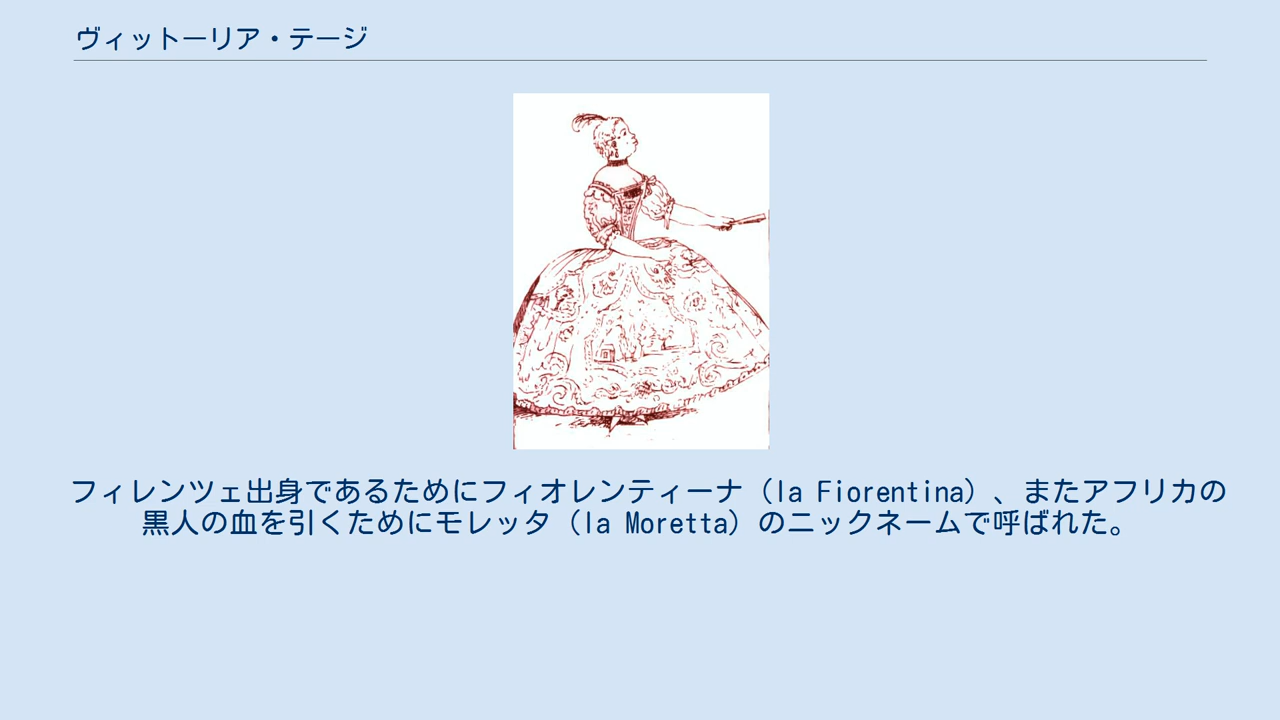 ヴィットーリア・テージ
フィレンツェ出身であるためにフィオレンティーナ（la Fiorentina）、またアフリカの
黒人の血を引くためにモレッタ（la Moretta）のニックネームで呼ばれた。